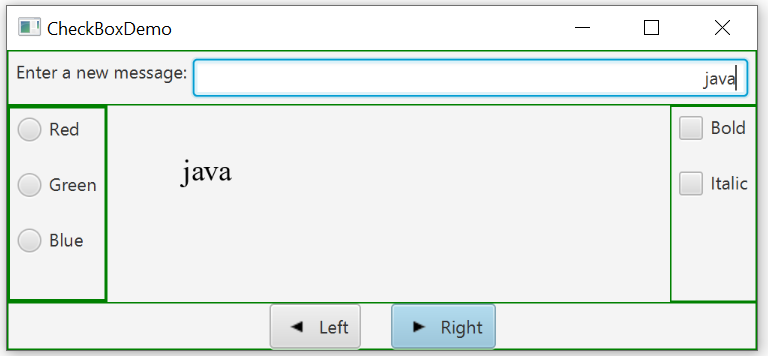 CheckBoxDemo
Enter a new message: java
Red
Green
Blue
java
Bold
Italic
Left Right